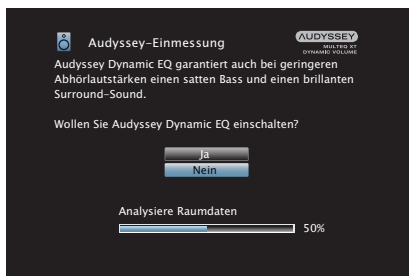 Audyssey-Einmessung
AUDYSSEY
MULTEQ XT
DYNAMIC VOLUME
Audyssey Dynamic EQ garantiert auch bei geringeren
Abhörlautstärken einen satten Bass und einen brillanten
Surround-Sound.
Wollen Sie Audyssey Dynamic EQ einschalten?
Ja
Nein
Analysiere Raumdaten
50%